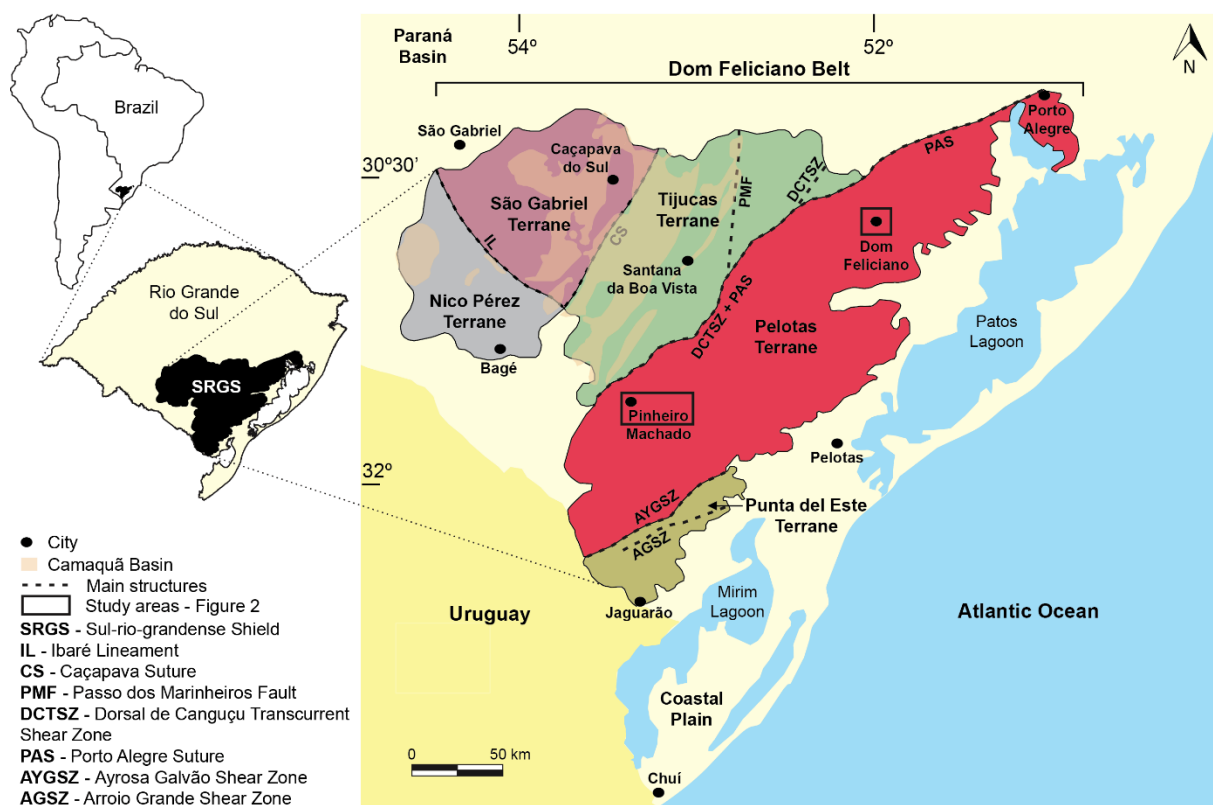 Brazil
Rio Grande
do Sul
SRGS
City
Camaquã Basin
Main structures
Study areas - Figure 2
SRGS - Sul-rio-grandense Shield
IL - Ibaré Lineament
CS - Caçapava Suture
PMF - Passo dos Marinheiros Fault
DCTSZ - Dorsal de Canguçu Transcurrent
Shear Zone
PAS - Porto Alegre Suture
AYGSZ - Ayrosa Galvão Shear Zone
AGSZ - Arroio Grande Shear Zone
Paraná
Basin
54º
52º
N
Dom Feliciano Belt
Porto
Alegre
São Gabriel
PAS
Caçapava
do Sul
30º30'
DCTSZ
PMF
São Gabriel
Terrane
Tijucas
Terrane
IL
CS
Dom
Feliciano
Santana
da Boa Vista
Nico Pérez
Terrane
DCTSZ + PAS
Pelotas
Terrane
Patos
Lagoon
Bagé
Pinheiro
Machado
Pelotas
32º
AYGSZ
AGSZ
Punta del Este
Terrane
Jaguarão
Uruguay
Mirim
Lagoon
Atlantic Ocean
Coastal
Plain
0
50 km
Chuí